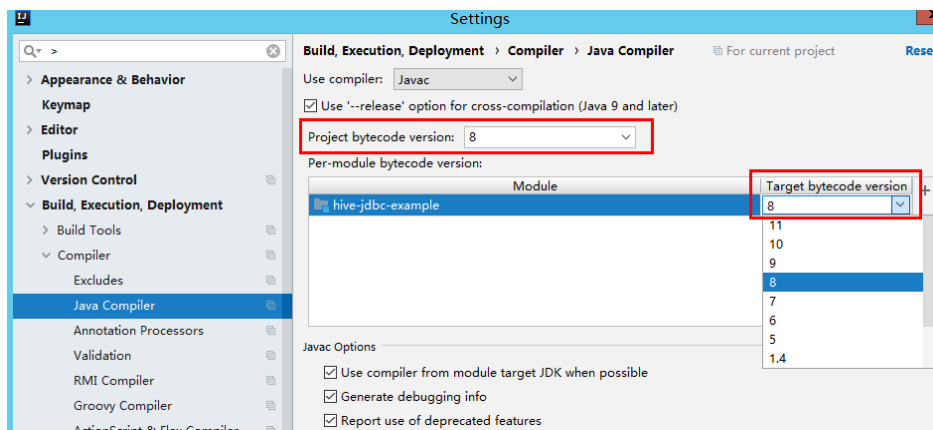 IJ
Settings
>
Build, Execution, Deployment > Compiler > Java Compiler
For current project
Rese
Appearance & Behavior
Keymap
Editor
Plugins
Version Control
Build, Execution, Deployment
Build Tools
Compiler
Excludes
Java Compiler
Annotation Processors
Validation
RMI Compiler
Groovy Compiler
ActionScript & Flex Compiler
Use compiler: Javac
Use '--release' option for cross-compilation (Java 9 and later)
Project bytecode version: 8
Per-module bytecode version:
Module
Target bytecode version
hive-jdbc-example
8
11
10
9
8
7
6
5
1.4
Javac Options
Use compiler from module target JDK when possible
Generate debugging info
Report use of deprecated features